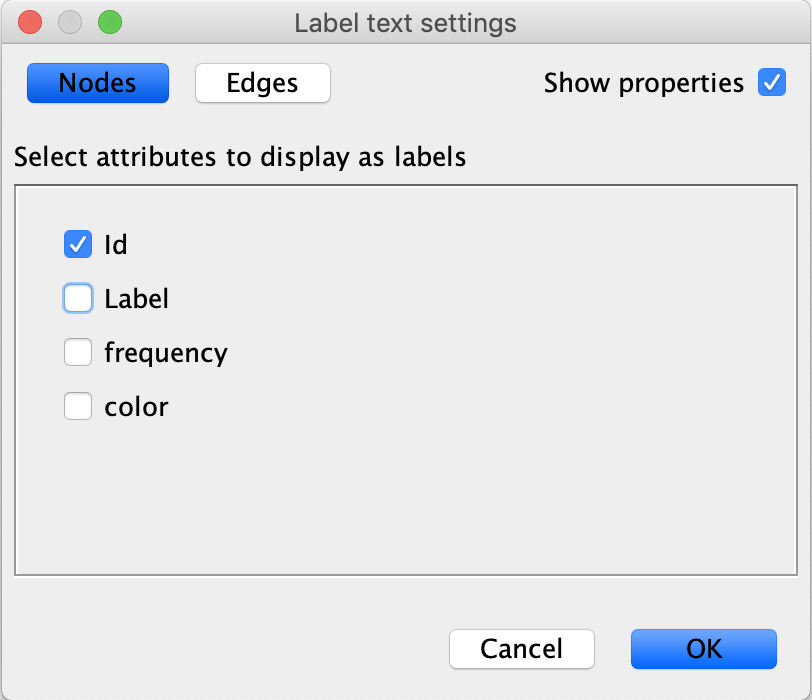 Label text settings
Nodes Edges Show properties
Select attributes to display as labels
Id
Label
frequency
color
Cancel OK